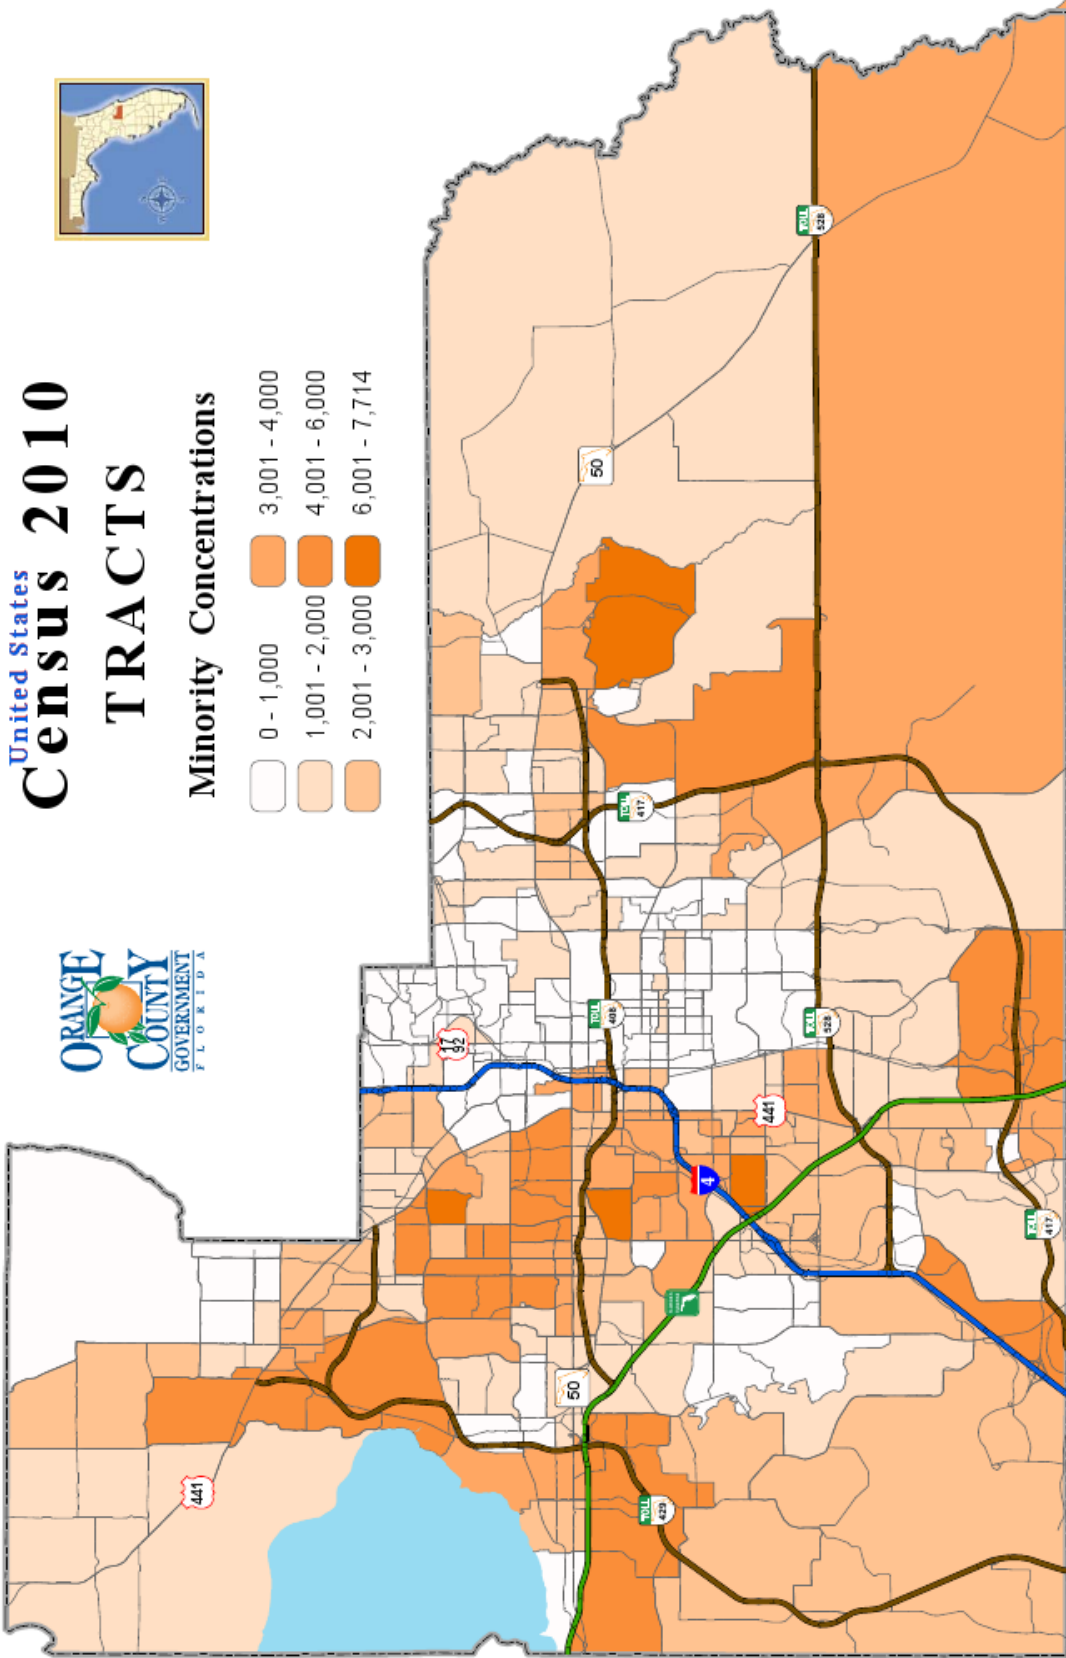 United States
Census 2010
TRACTS
Minority Concentrations
0 - 1,000
1,001 - 2,000
2,001 - 3,000
3,001 - 4,000
4,001 - 6,000
6,001 - 7,714
ORANGE
COUNTY
GOVERNMENT
FLORIDA
441
50
TOLL
429
17
92
TOLL
408
4
441
TOLL
528
TOLL
417
TOLL
417
50
TOLL
528